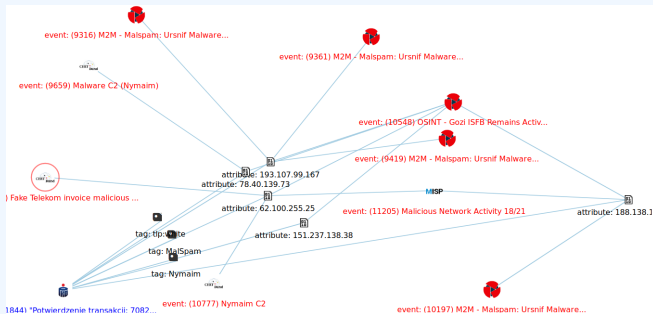 event: (9316) M2M - Malspam: Ursnif Malware...
event: (9361) M2M - Malspam: Ursnif Malware...
event: (9659) Malware C2 (Nymaim)
event: (10548) OSINT - Gozi ISFB Remains Activ...
event: (9419) M2M - Malspam: Ursnif Malware...
attribute: 193.107.99.167
attribute: 78.40.139.73
) Fake Telekom invoice malicious ...
MISP
attribute: 62.100.255.25
event: (11205) Malicious Network Activity 18/21
attribute: 188.138.1
tag: tlp:white
attribute: 151.237.138.38
tag: MalSpam
tag: Nymaim
event: (10777) Nymaim C2
1844) "Potwierdzenie transakcji: 7082...
event: (10197) M2M - Malspam: Ursnif Malware...